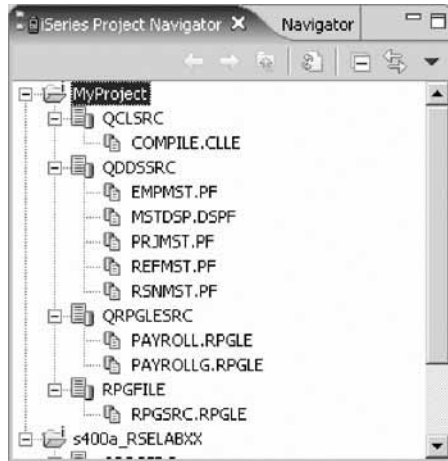 iSeries Project Navigator Navigator
MyProject
QCLSRC
COMPILE.CLLE
QDDSSRC
EMPMST.PF
MSTDSP.DSPF
PRJMST.PF
REFMST.PF
RSNMST.PF
QRPGLESRC
PAYROLL.RPGLE
PAYROLLG.RPGLE
RPGFILE
RPGSRC.RPGLE
s400a_RSELABXX